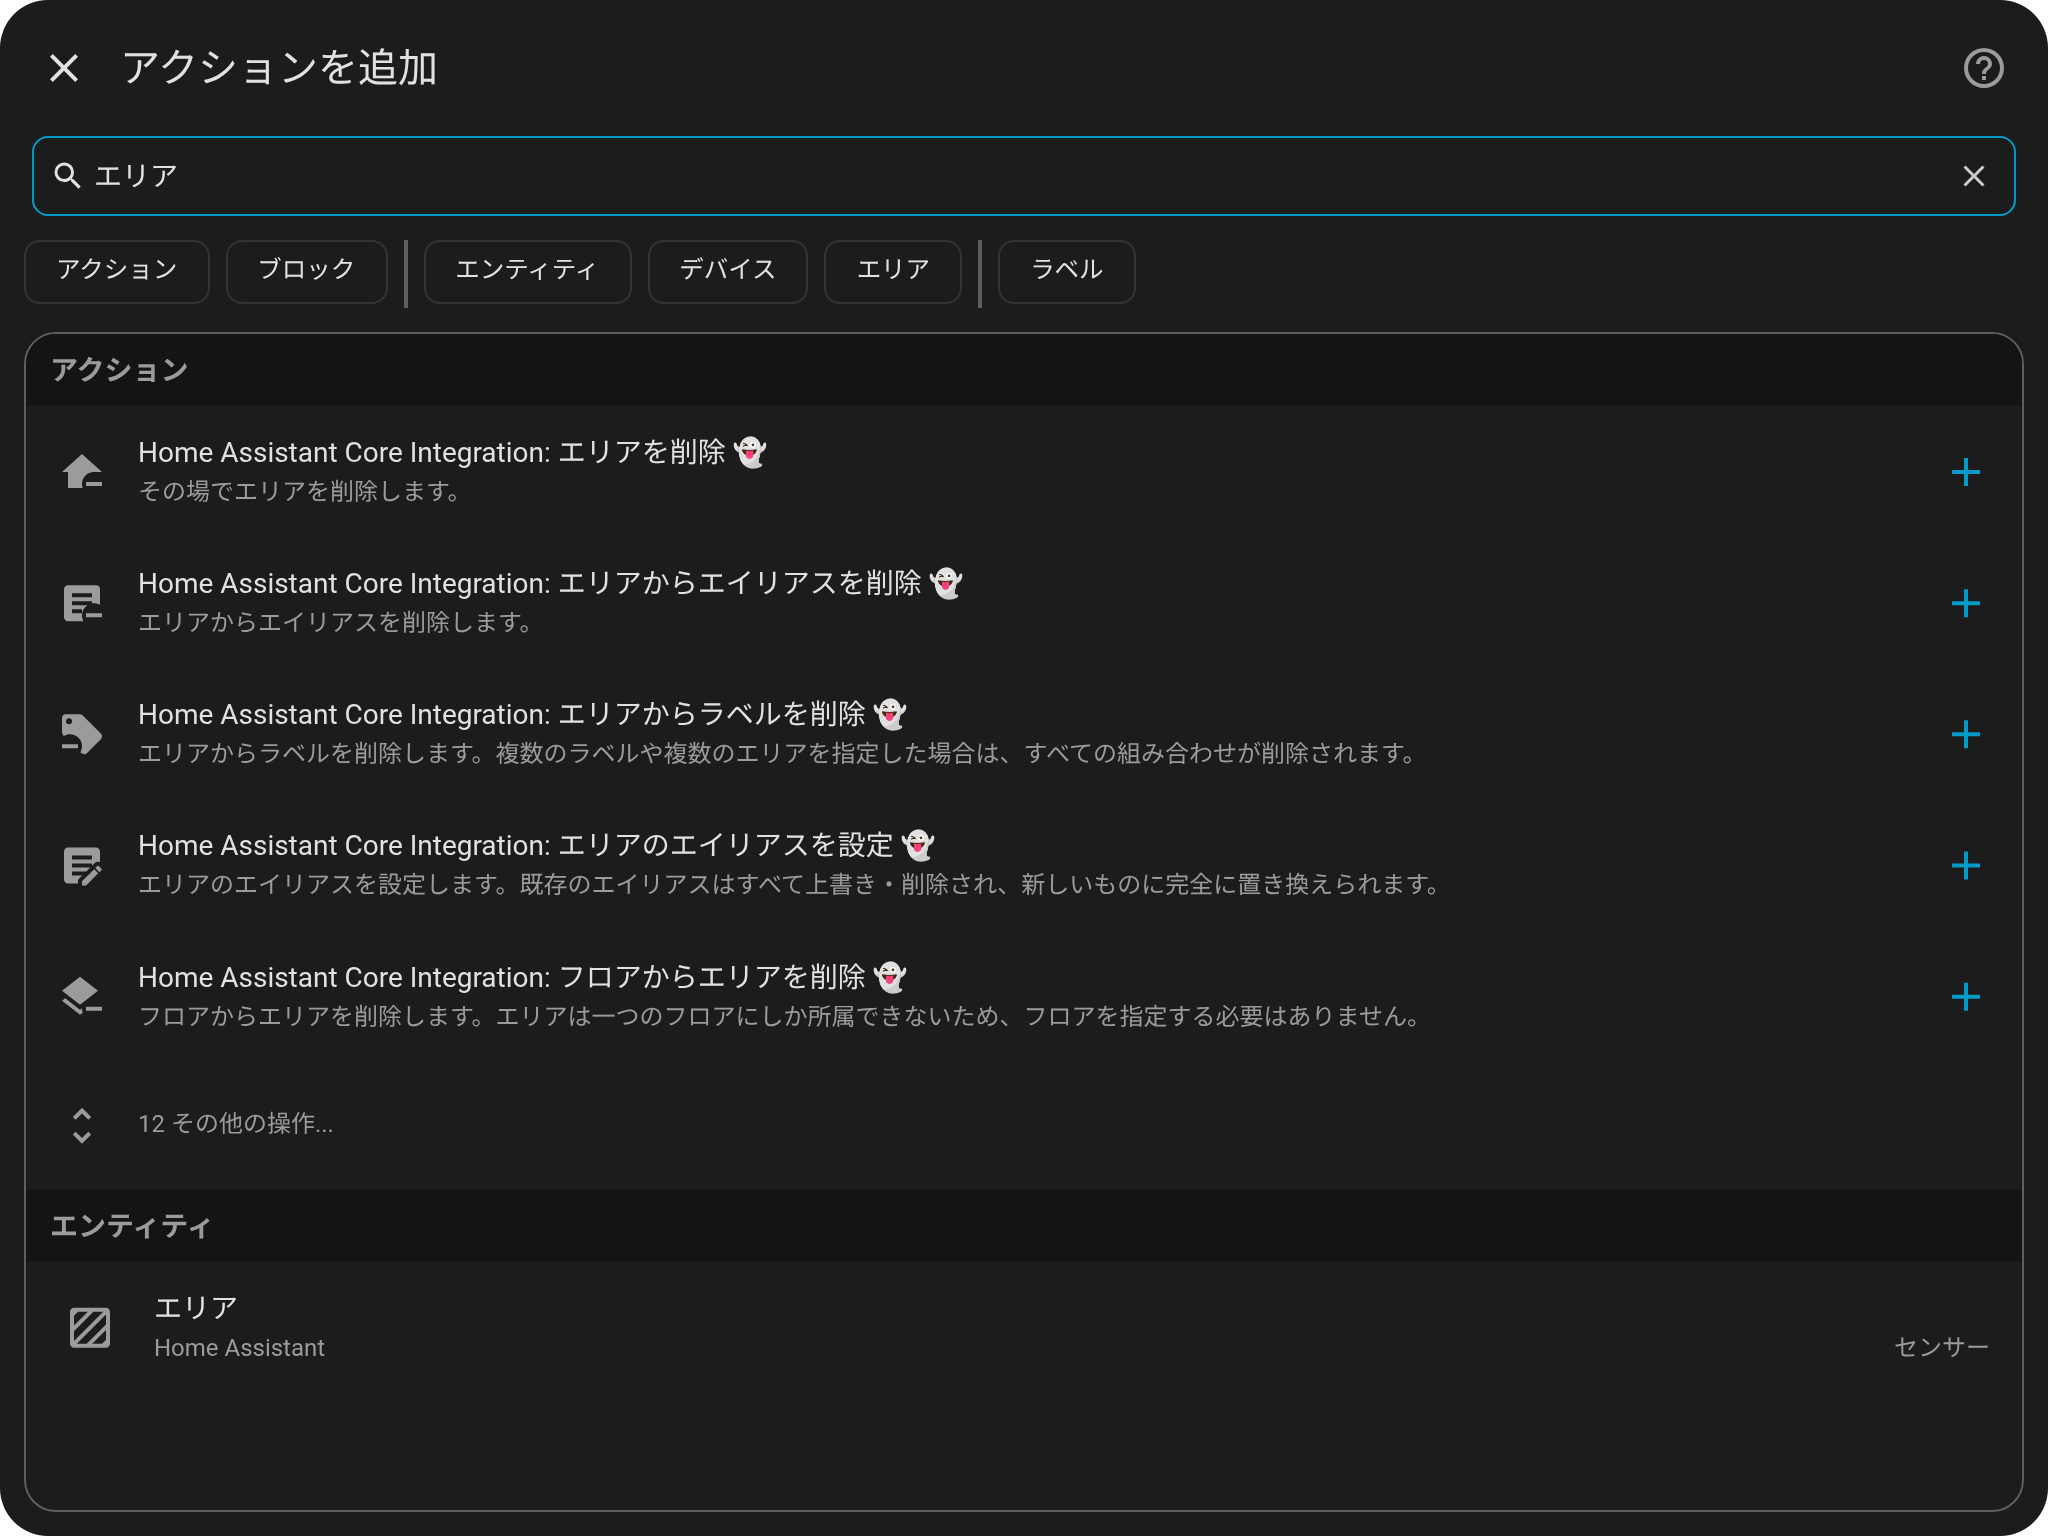 アクションを追加
エリア
アクション ブロック エンティティ デバイス エリア ラベル
アクション
Home Assistant Core Integration: エリアを削除 👻
その場でエリアを削除します。
Home Assistant Core Integration: エリアからエイリアスを削除 👻
エリアからエイリアスを削除します。
Home Assistant Core Integration: エリアからラベルを削除 👻
エリアからラベルを削除します。複数のラベルや複数のエリアを指定した場合は、すべての組み合わせが削除されます。
Home Assistant Core Integration: エリアのエイリアスを設定 👻
エリアのエイリアスを設定します。既存のエイリアスはすべて上書き・削除され、新しいものに完全に置き換えられます。
Home Assistant Core Integration: フロアからエリアを削除 👻
フロアからエリアを削除します。エリアは一つのフロアにしか所属できないため、フロアを指定する必要はありません。
12 その他の操作...
エンティティ
エリア
Home Assistant センサー